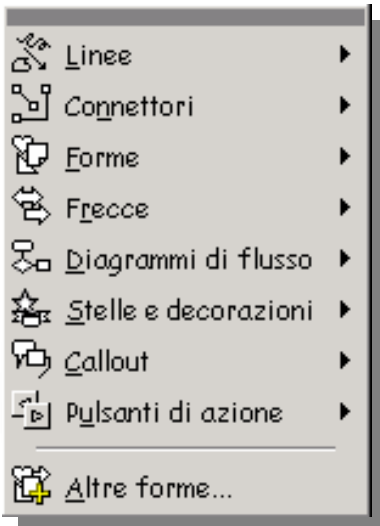 Linee
Connettori
Forme
Frecce
Diagrammi di flusso
Stelle e decorazioni
Callout
Pulsanti di azione
Altre forme...